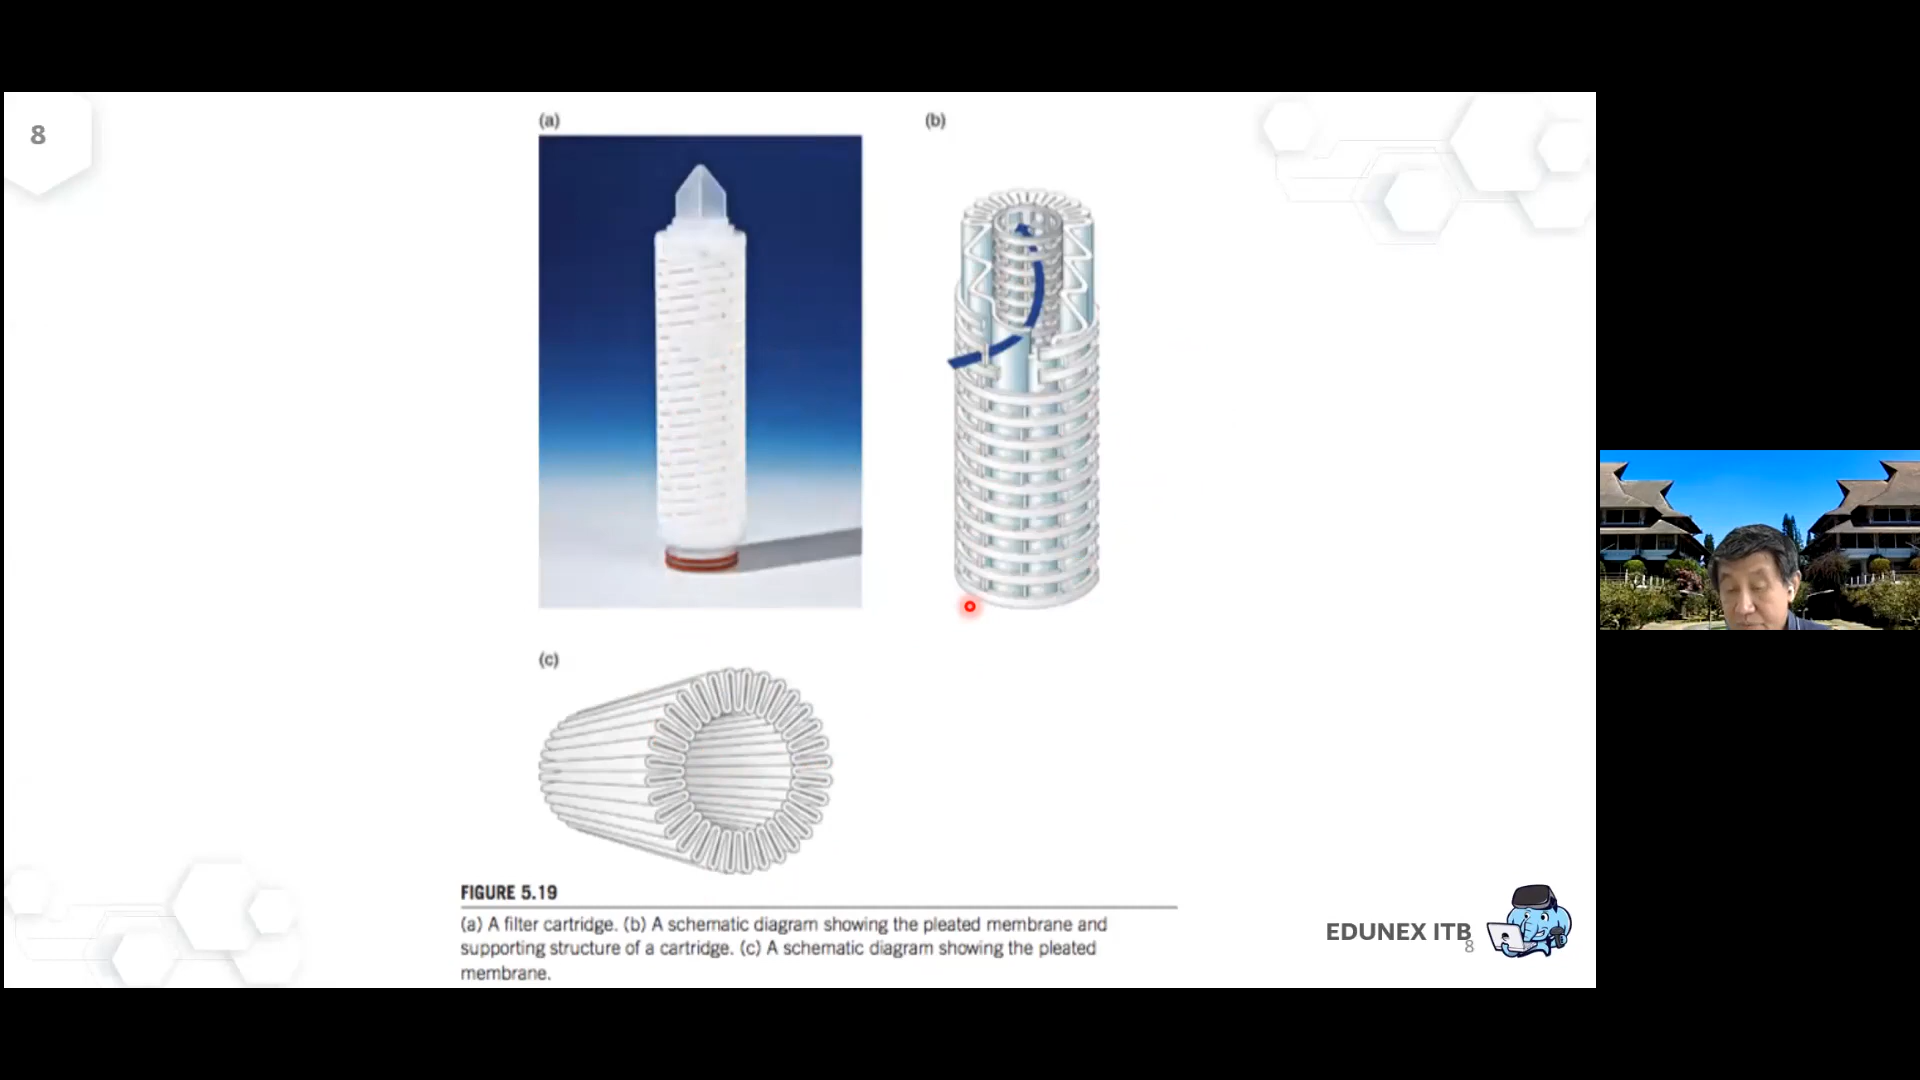 8
(a)
(b)
(c)
FIGURE 5.19
(a) A filter cartridge. (b) A schematic diagram showing the pleated membrane and
supporting structure of a cartridge. (c) A schematic diagram showing the pleated
membrane.
EDUNEX ITB
8